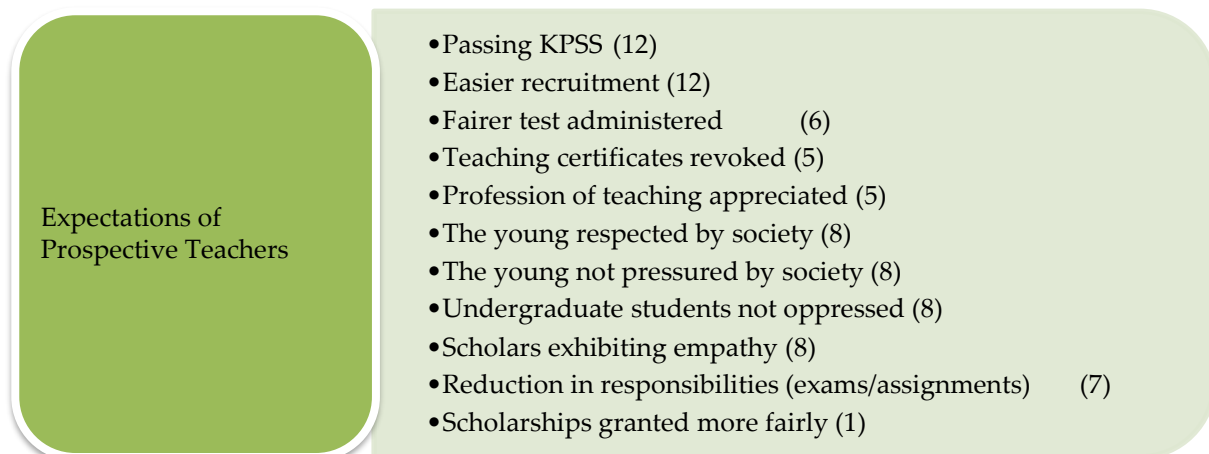 Expectations of
Prospective Teachers
•Passing KPSS (12)
•Easier recruitment (12)
•Fairer test administered (6)
•Teaching certificates revoked (5)
•Profession of teaching appreciated (5)
•The young respected by society (8)
•The young not pressured by society (8)
•Undergraduate students not oppressed (8)
•Scholars exhibiting empathy (8)
•Reduction in responsibilities (exams/assignments) (7)
•Scholarships granted more fairly (1)